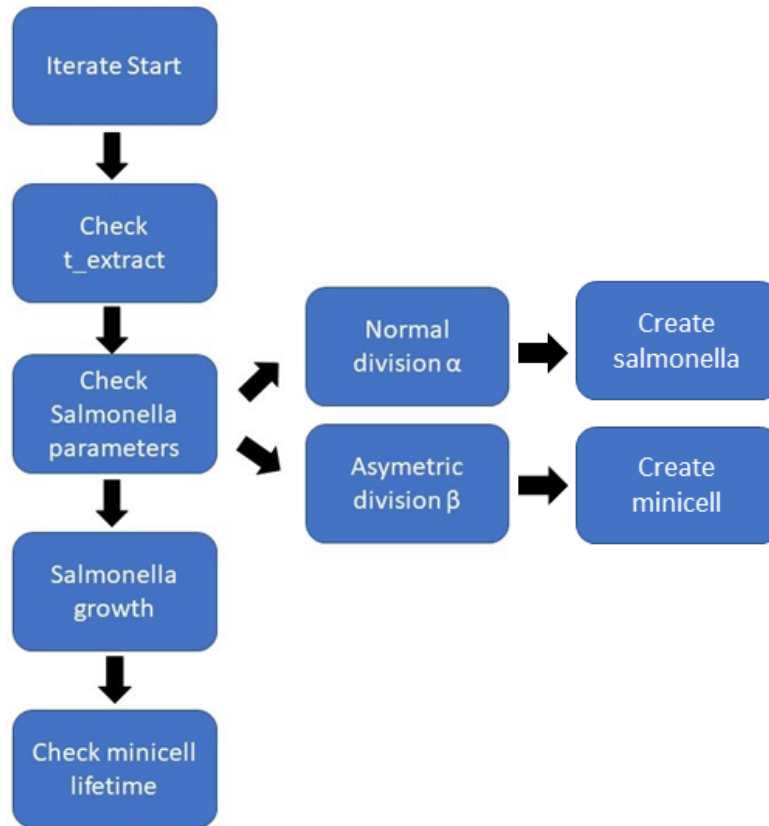 Iterate Start
Check
t_extract
Check
Salmonella
parameters
Normal
division α
Create
salmonella
Asymetric
division β
Create
minicell
Salmonella
growth
Check minicell
lifetime